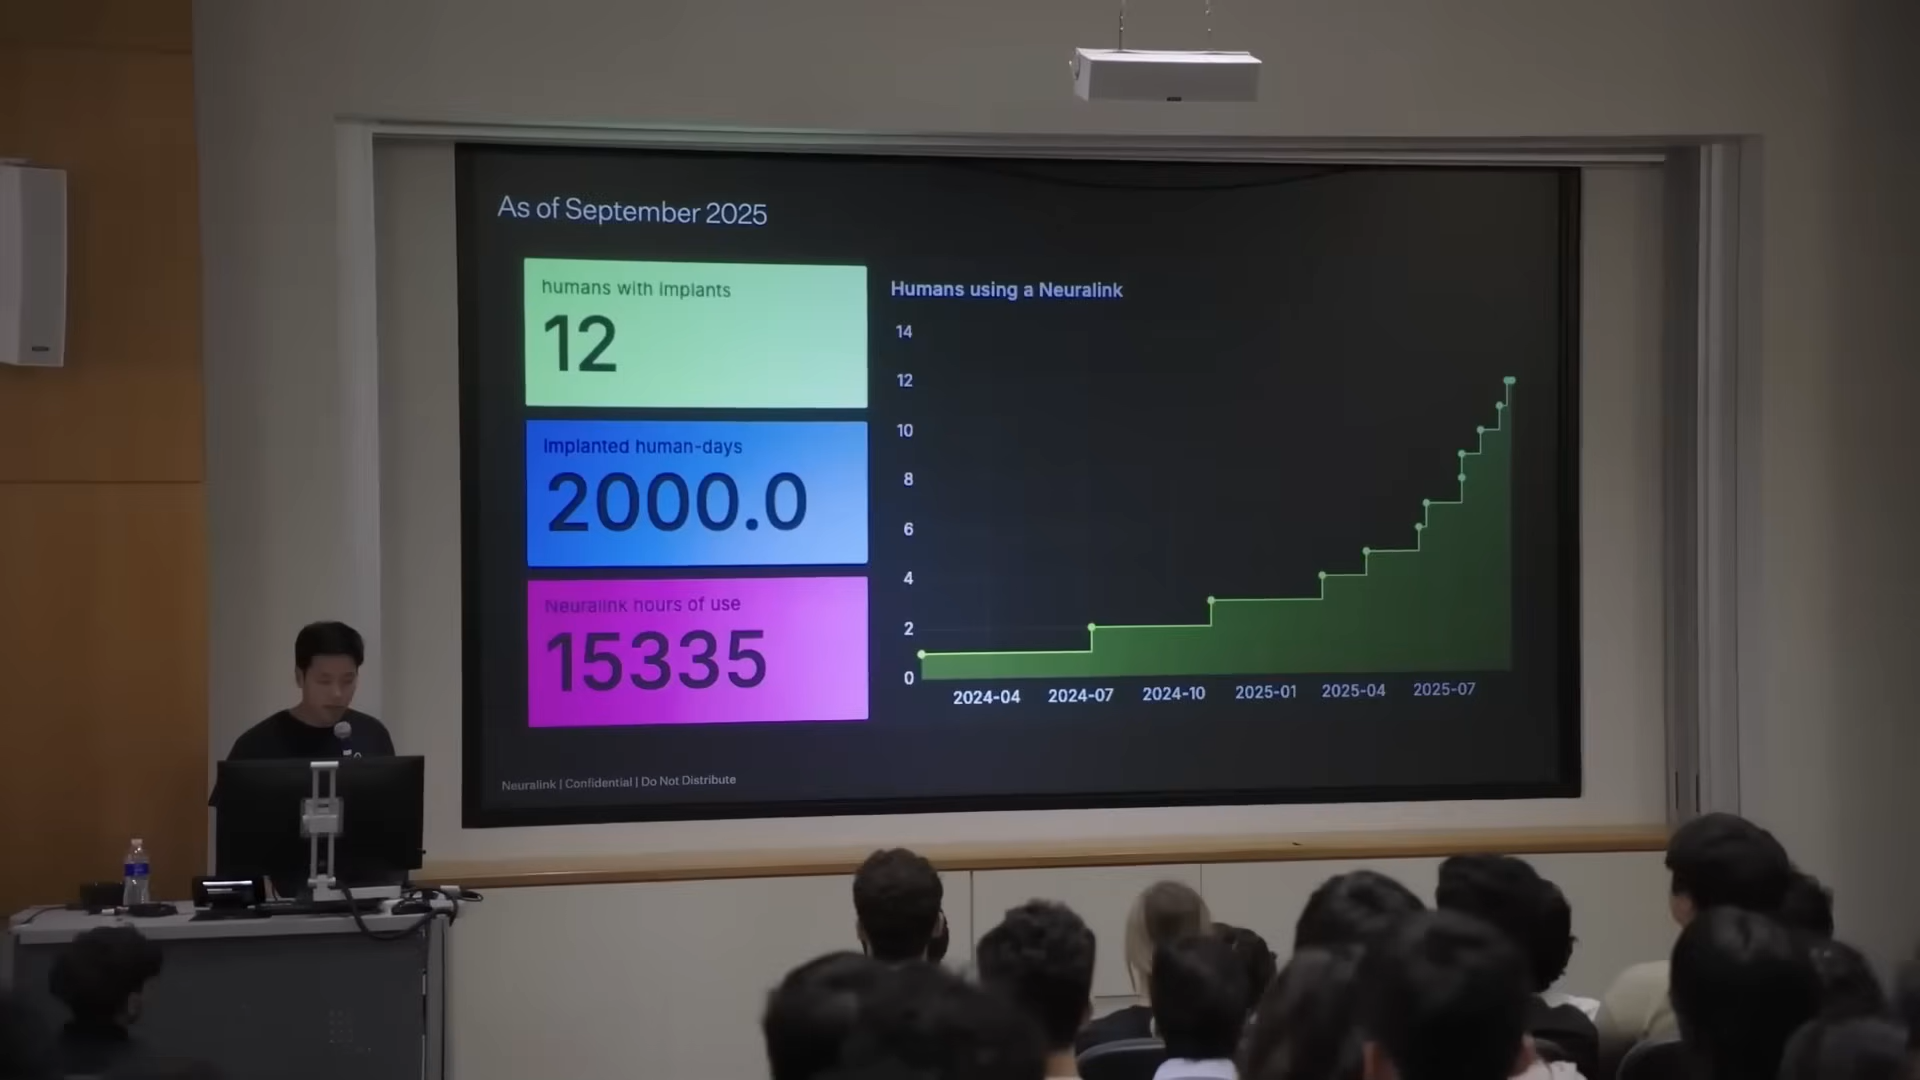 As of September 2025
humans with implants
12
Implanted human-days
2000.0
Neuralink hours of use
15335
Humans using a Neuralink
14
12
10
8
6
4
2
0
2024-04 2024-07 2024-10 2025-01 2025-04 2025-07
Neuralink | Confidential | Do Not Distribute